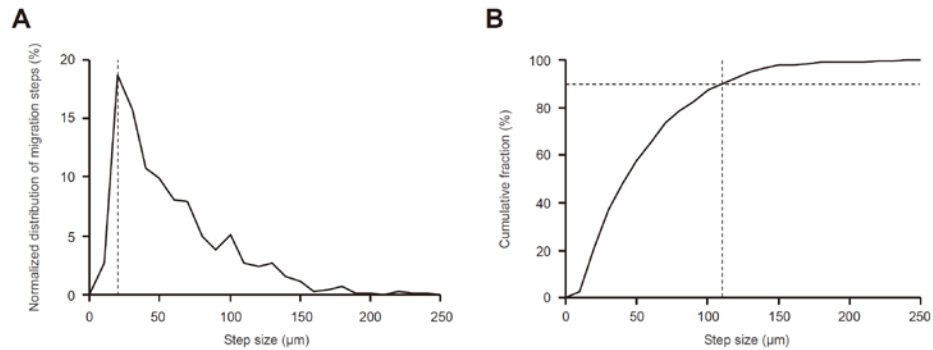 A
B
Normalized distribution of migration steps (%)
20
15
10
5
0
0 50 100 150 200 250
Step size (µm)
Cumulative fraction (%)
100
80
60
40
20
0
0 50 100 150 200 250
Step size (µm)